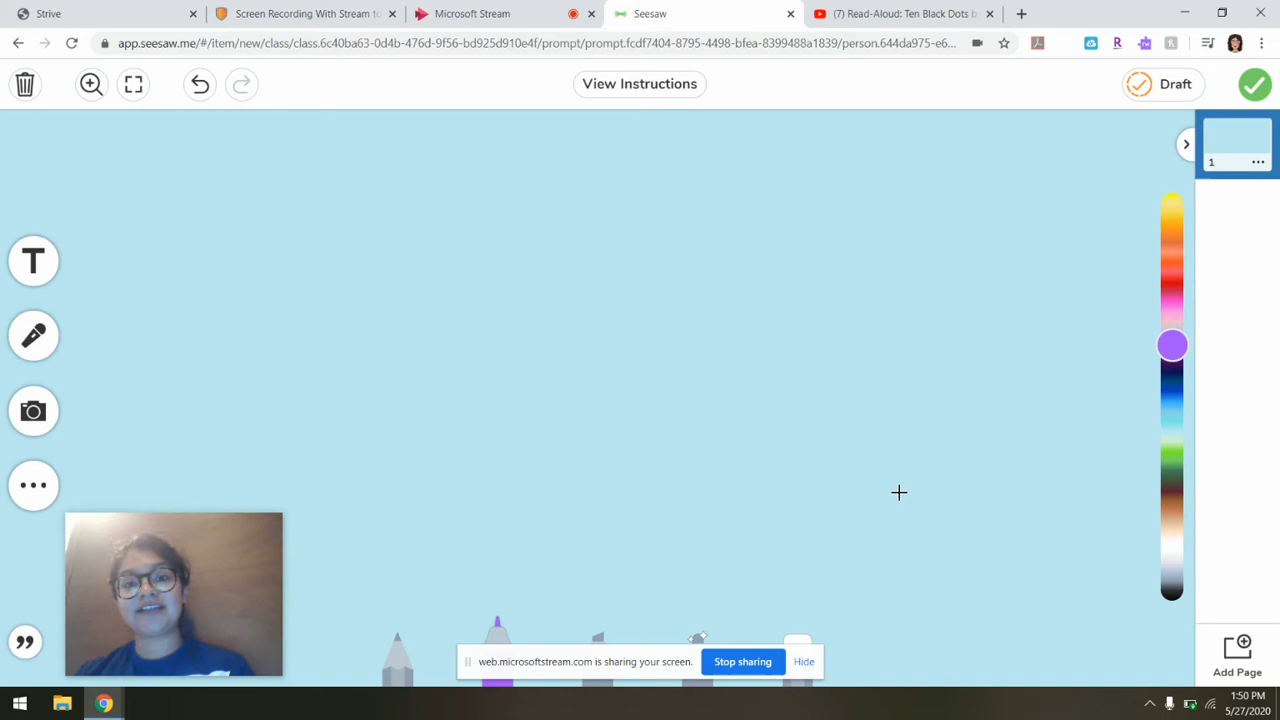 Strive
Screen Recording With Stream to
Microsoft Stream
Seesaw
(7) Read-Aloud: Ten Black Dots b
app.seesaw.me/#/item/new/class/class.6c40ba63-0d4b-476d-9f56-bd925d910e4f/prompt/prompt.fcdf7404-8795-4498-bfea-8399488a1839/person.644da975-e6...
View Instructions
Draft
1
T
web.microsoftstream.com is sharing your screen.
Stop sharing
Hide
Add Page
1:50 PM
5/27/2020